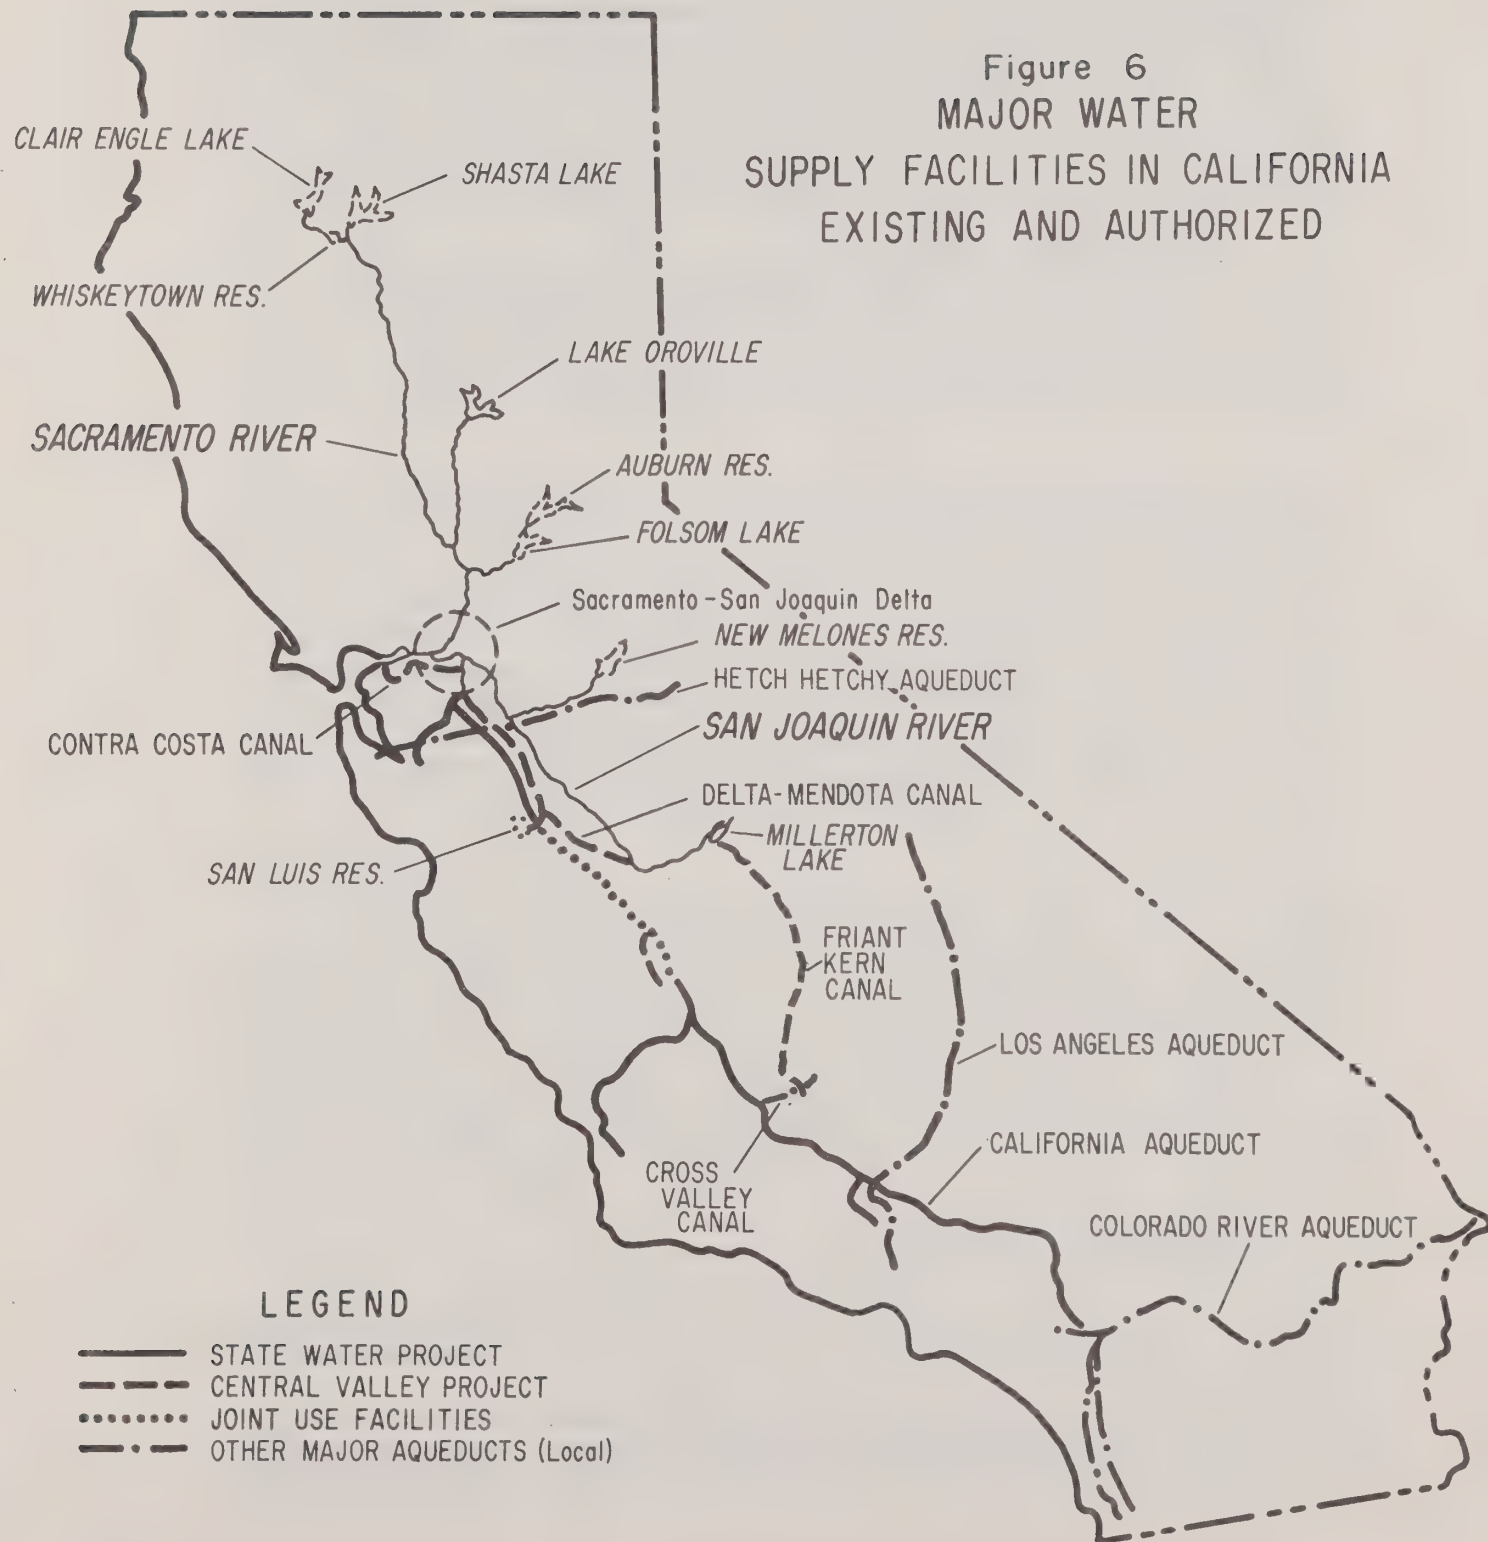 Figure 6
MAJOR WATER
SUPPLY FACILITIES IN CALIFORNIA
EXISTING AND AUTHORIZED
CLAIR ENGLE LAKE
SHASTA LAKE
WHISKEYTOWN RES.
LAKE OROVILLE
SACRAMENTO RIVER
AUBURN RES.
FOLSOM LAKE
Sacramento-San Joaquin Delta
NEW MELONES RES.
HETCH HETCHY AQUEDUCT
SAN JOAQUIN RIVER
CONTRA COSTA CANAL
DELTA-MENDOTA CANAL
MILLERTON
LAKE
SAN LUIS RES.
FRIANT
KERN
CANAL
LOS ANGELES AQUEDUCT
CALIFORNIA AQUEDUCT
CROSS
VALLEY
CANAL
COLORADO RIVER AQUEDUCT
LEGEND
STATE WATER PROJECT
CENTRAL VALLEY PROJECT
JOINT USE FACILITIES
OTHER MAJOR AQUEDUCTS (Local)